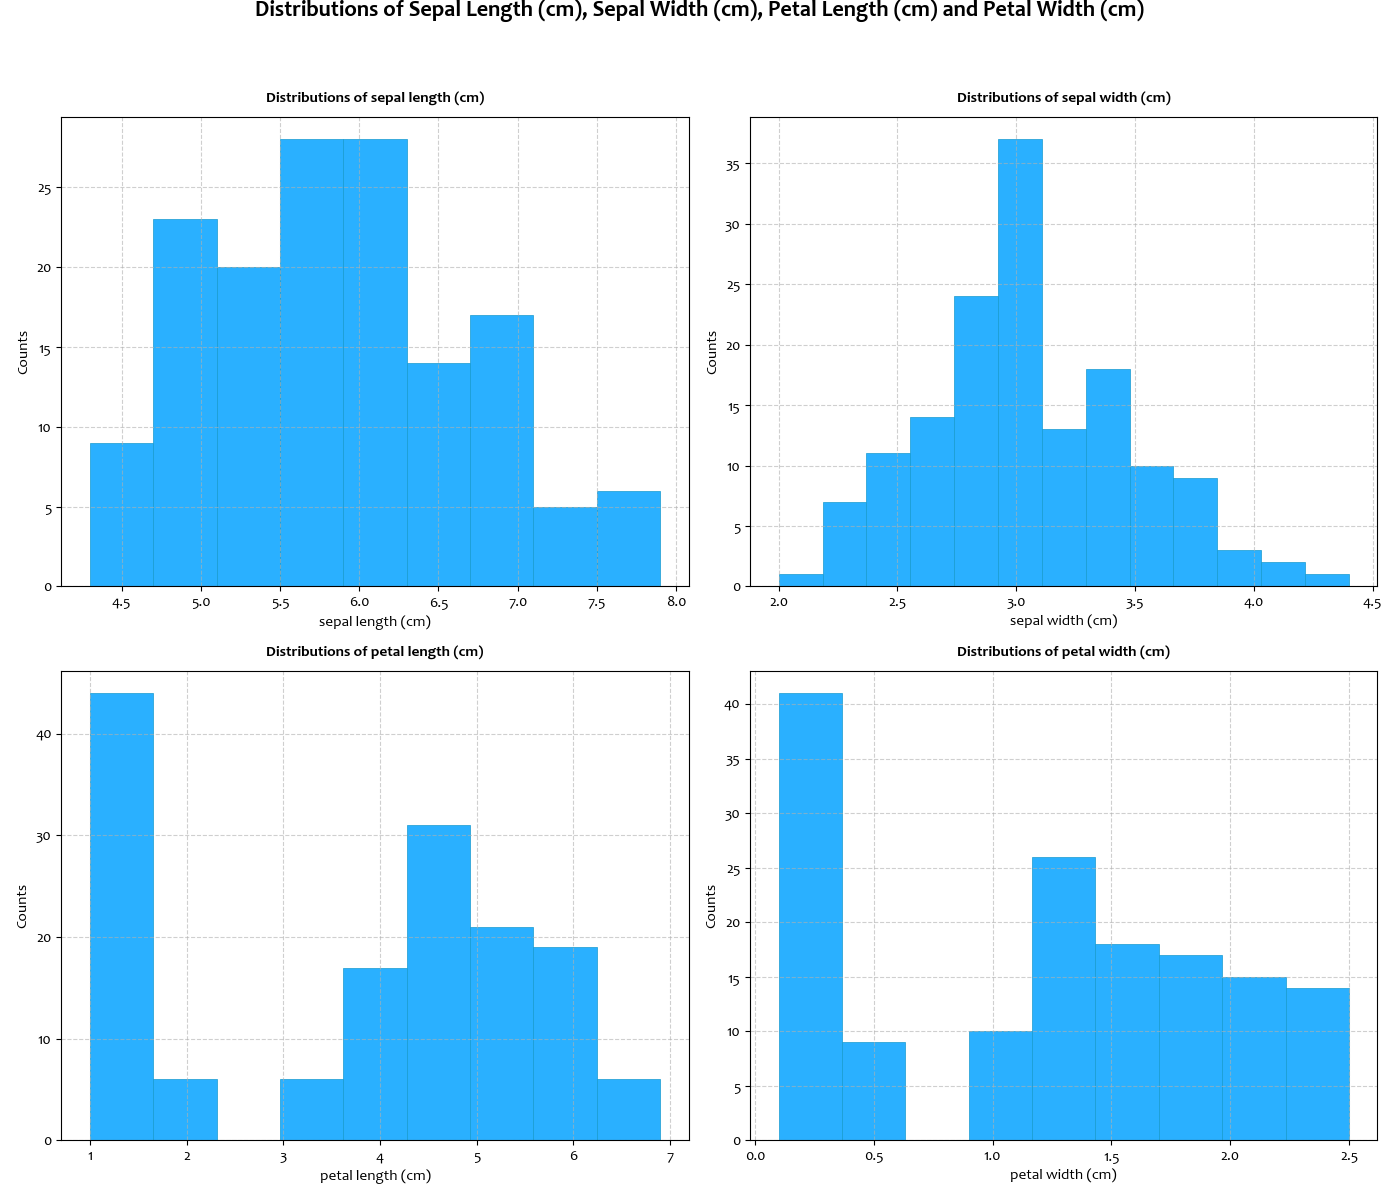 Distributions of Sepal Length (cm), Sepal Width (cm), Petal Length (cm) and Petal Width (cm)
Distributions of sepal length (cm)
Counts
25
20
15
10
5
0
4.5 5.0 5.5 6.0 6.5 7.0 7.5 8.0
sepal length (cm)
Distributions of sepal width (cm)
Counts
35
30
25
20
15
10
5
0
2.0 2.5 3.0 3.5 4.0 4.5
sepal width (cm)
Distributions of petal length (cm)
Counts
40
30
20
10
0
1 2 3 4 5 6 7
petal length (cm)
Distributions of petal width (cm)
Counts
40
35
30
25
20
15
10
5
0
0.0 0.5 1.0 1.5 2.0 2.5
petal width (cm)